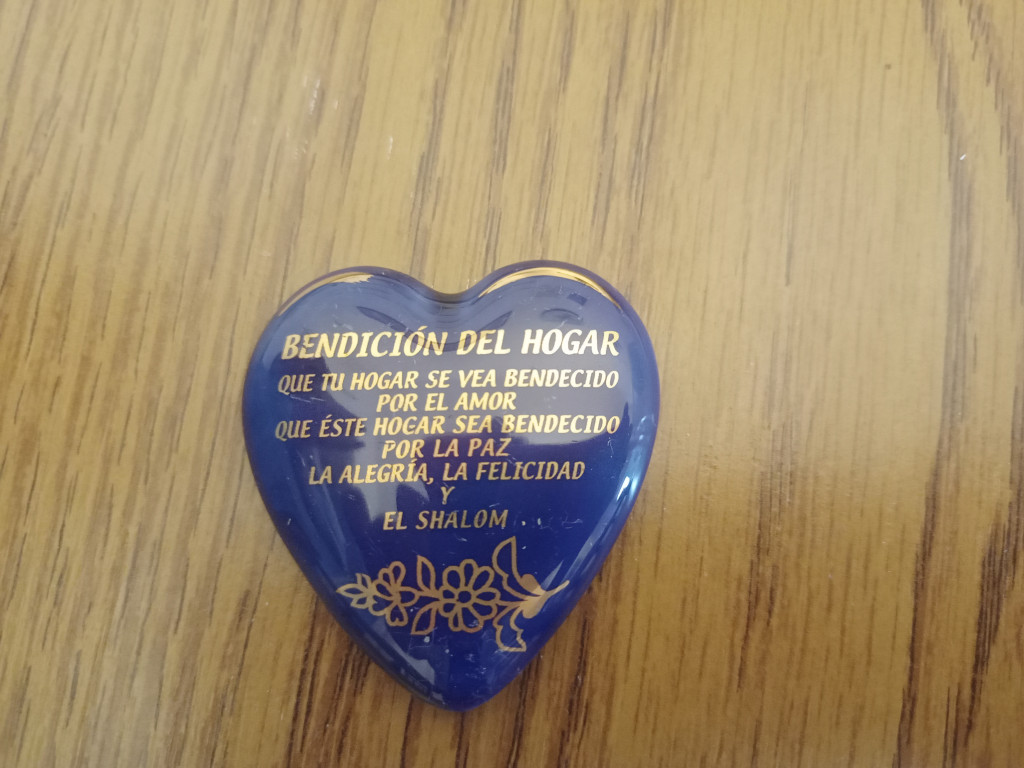 BENDICIÓN DEL HOGAR
QUE TU HOGAR SE VEA BENDECIDO
POR EL AMOR
QUE ÉSTE HOGAR SEA BENDECIDO
POR LA PAZ
LA ALEGRÍA, LA FELICIDAD
Y
EL SHALOM